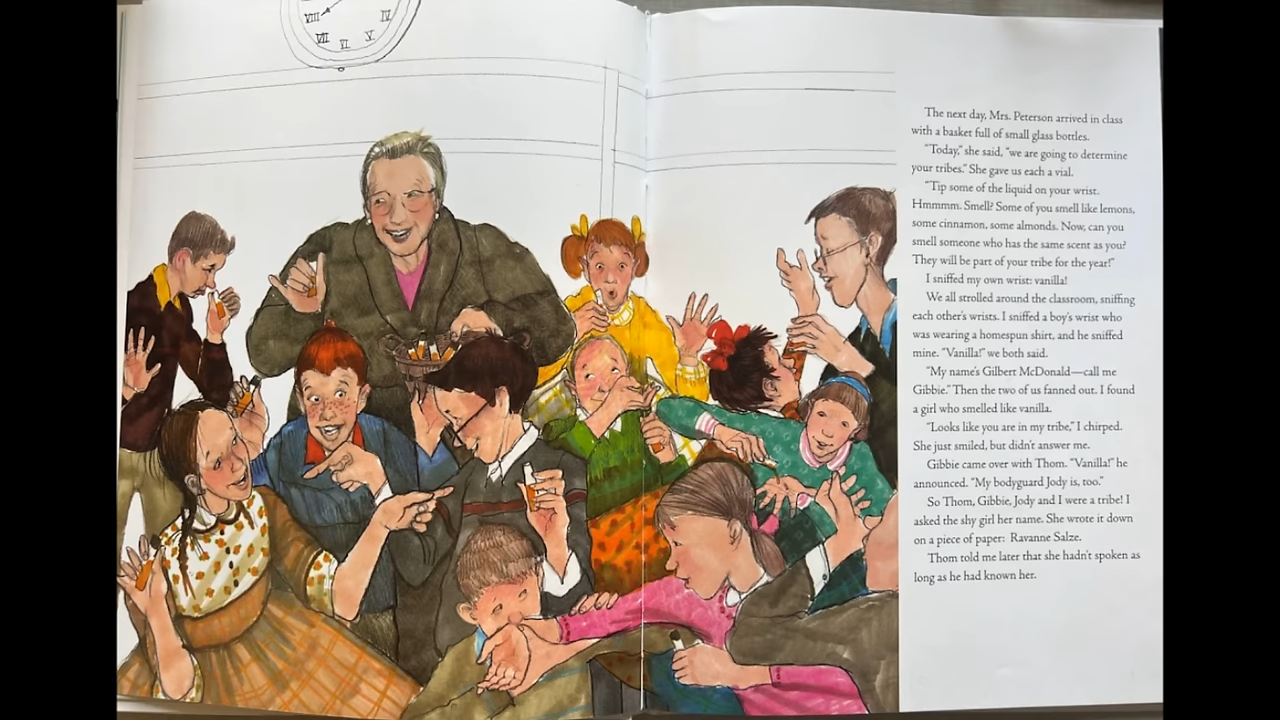 VIII
IV
VII
VI
V
The next day, Mrs. Peterson arrived in class
with a basket full of small glass bottles.
"Today," she said, "we are going to determine
your tribes." She gave us each a vial.
"Tip some of the liquid on your wrist.
Hmmmm. Smell? Some of you smell like lemons,
some cinnamon, some almonds. Now, can you
smell someone who has the same scent as you?
They will be part of your tribe for the year!"
I sniffed my own wrist: vanilla!
We all strolled around the classroom, sniffing
each other's wrists. I sniffed a boy's wrist who
was wearing a homespun shirt, and he sniffed
mine. "Vanilla!" we both said.
"My name's Gilbert McDonald—call me
Gibbie." Then the two of us fanned out. I found
a girl who smelled like vanilla.
"Looks like you are in my tribe," I chirped.
She just smiled, but didn't answer me.
Gibbie came over with Thom. "Vanilla!" he
announced. "My bodyguard Jody is, too."
So Thom, Gibbie, Jody and I were a tribe! I
asked the shy girl her name. She wrote it down
on a piece of paper: Ravanne Salze.
Thom told me later that she hadn't spoken as
long as he had known her.